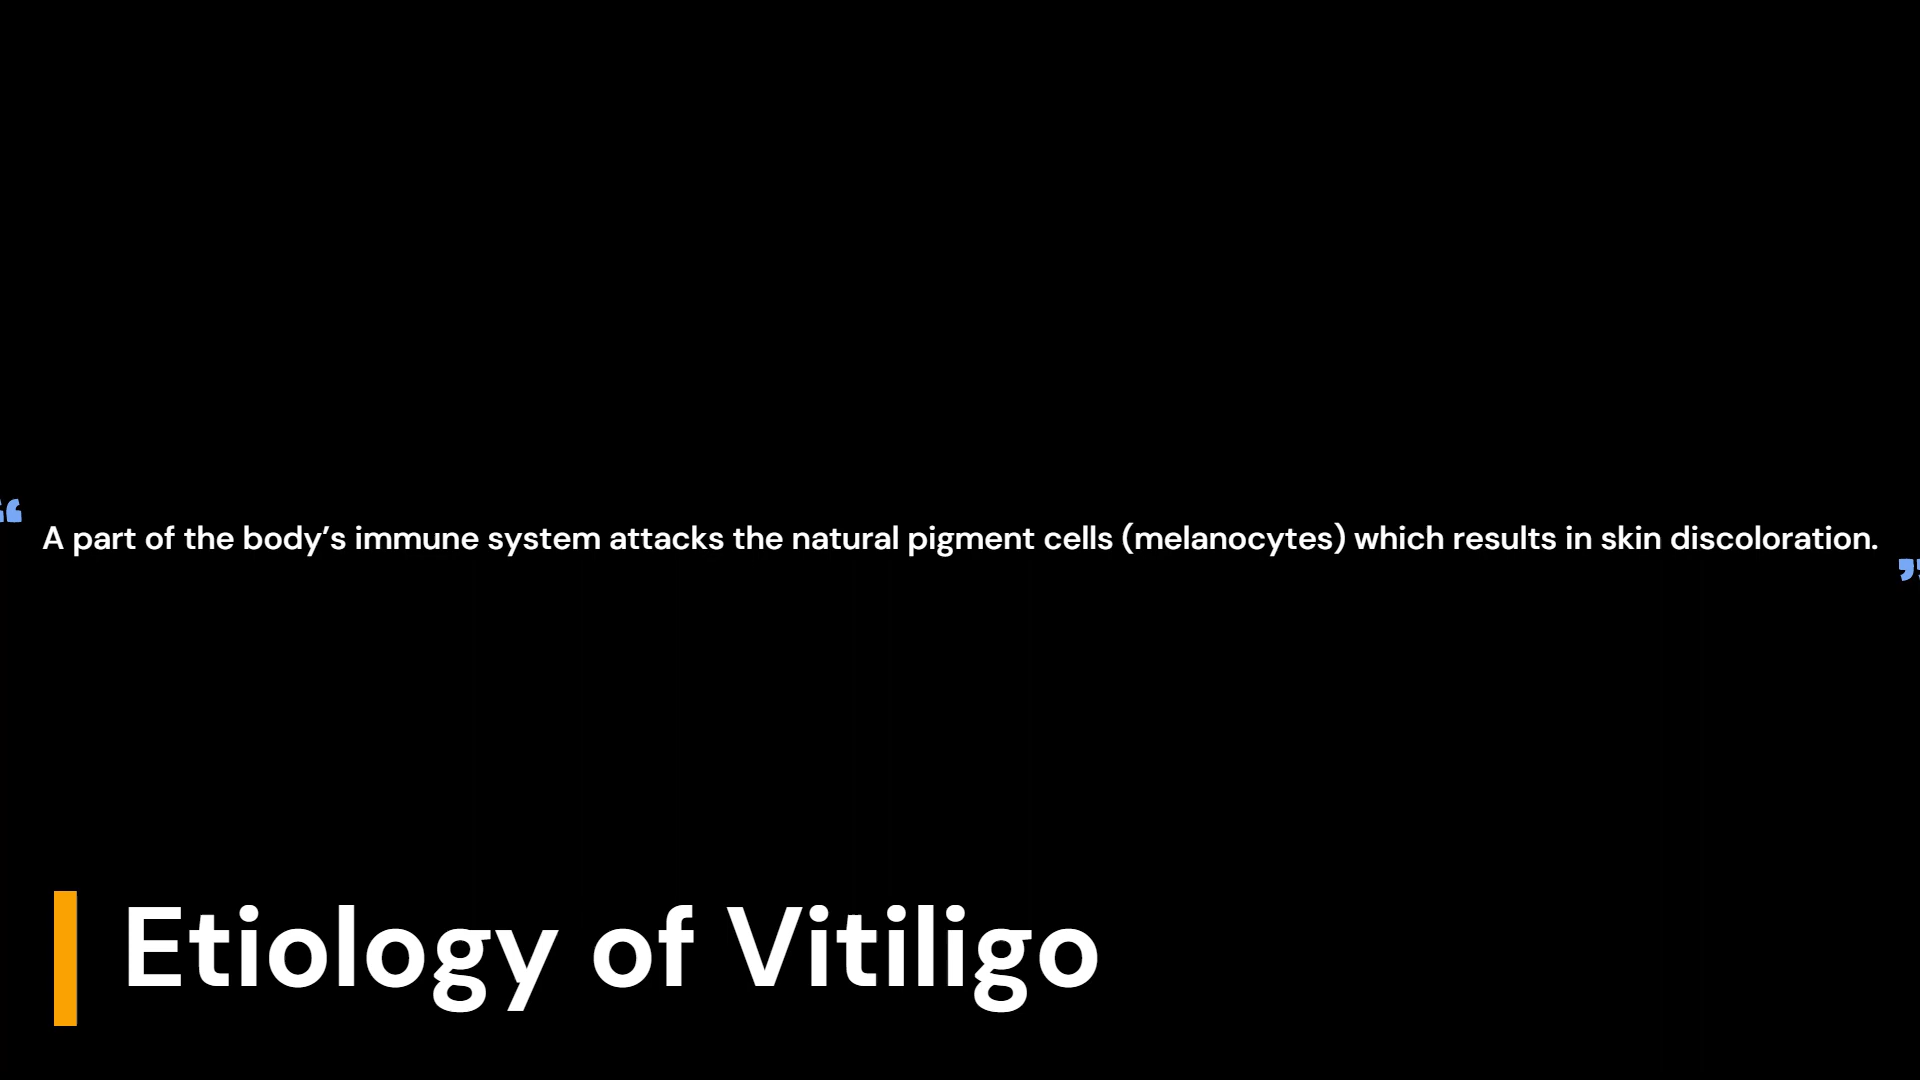 “ A part of the body’s immune system attacks the natural pigment cells (melanocytes) which results in skin discoloration. ”
Etiology of Vitiligo